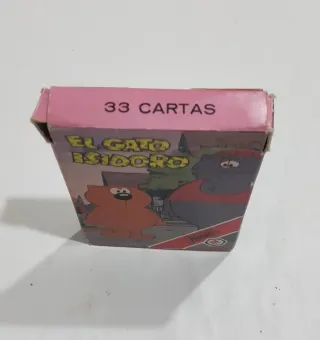 33 CARTAS
EL GATO
ISIDORO